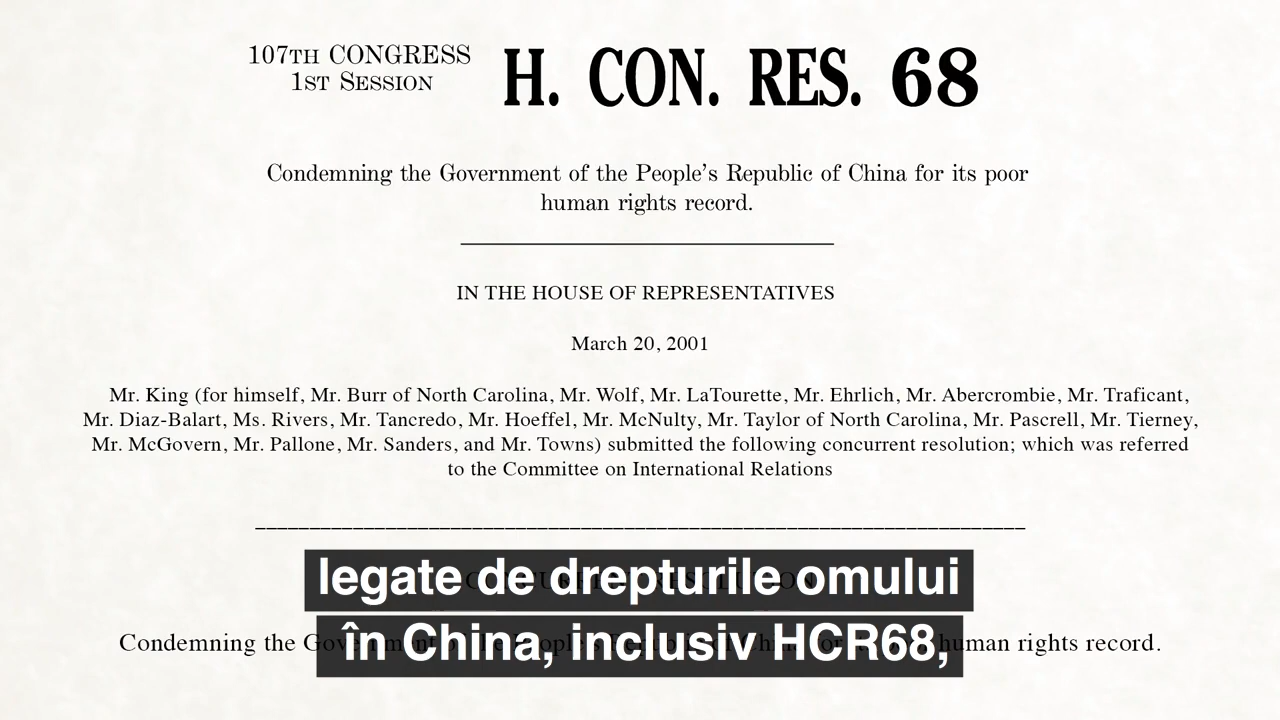 107TH CONGRESS
1ST SESSION
H. CON. RES. 68
Condemning the Government of the People's Republic of China for its poor
human rights record.
IN THE HOUSE OF REPRESENTATIVES
March 20, 2001
Mr. King (for himself, Mr. Burr of North Carolina, Mr. Wolf, Mr. LaTourette, Mr. Ehrlich, Mr. Abercrombie, Mr. Traficant,
Mr. Diaz-Balart, Ms. Rivers, Mr. Tancredo, Mr. Hoeffel, Mr. McNulty, Mr. Taylor of North Carolina, Mr. Pascrell, Mr. Tierney,
Mr. McGovern, Mr. Pallone, Mr. Sanders, and Mr. Towns) submitted the following concurrent resolution; which was referred
to the Committee on International Relations
legate de drepturile omului
în China, inclusiv HCR68,
Condemning the human rights record.